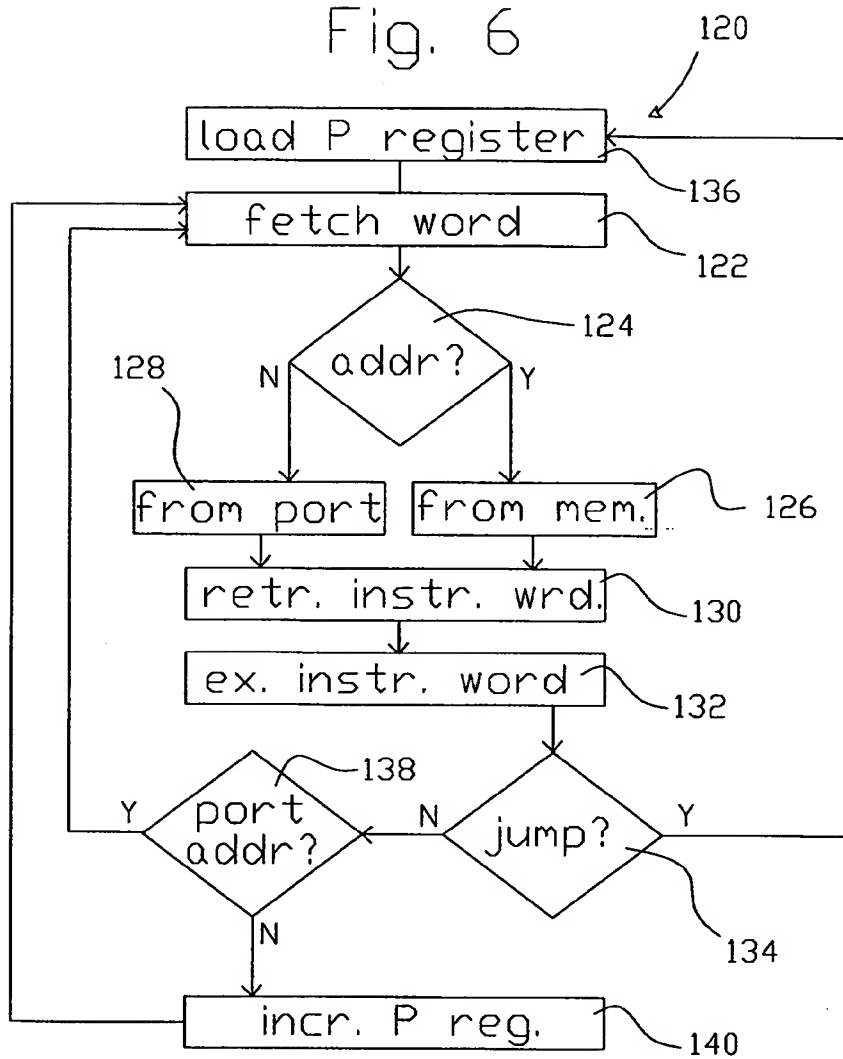 Fig. 6
120
load P register
136
fetch word
122
124
addr?
N
Y
128
from port
from mem.
126
retr. instr. wrd.
130
ex. instr. word
132
138
port
addr?
Y
N
jump?
Y
134
N
incr. P reg.
140